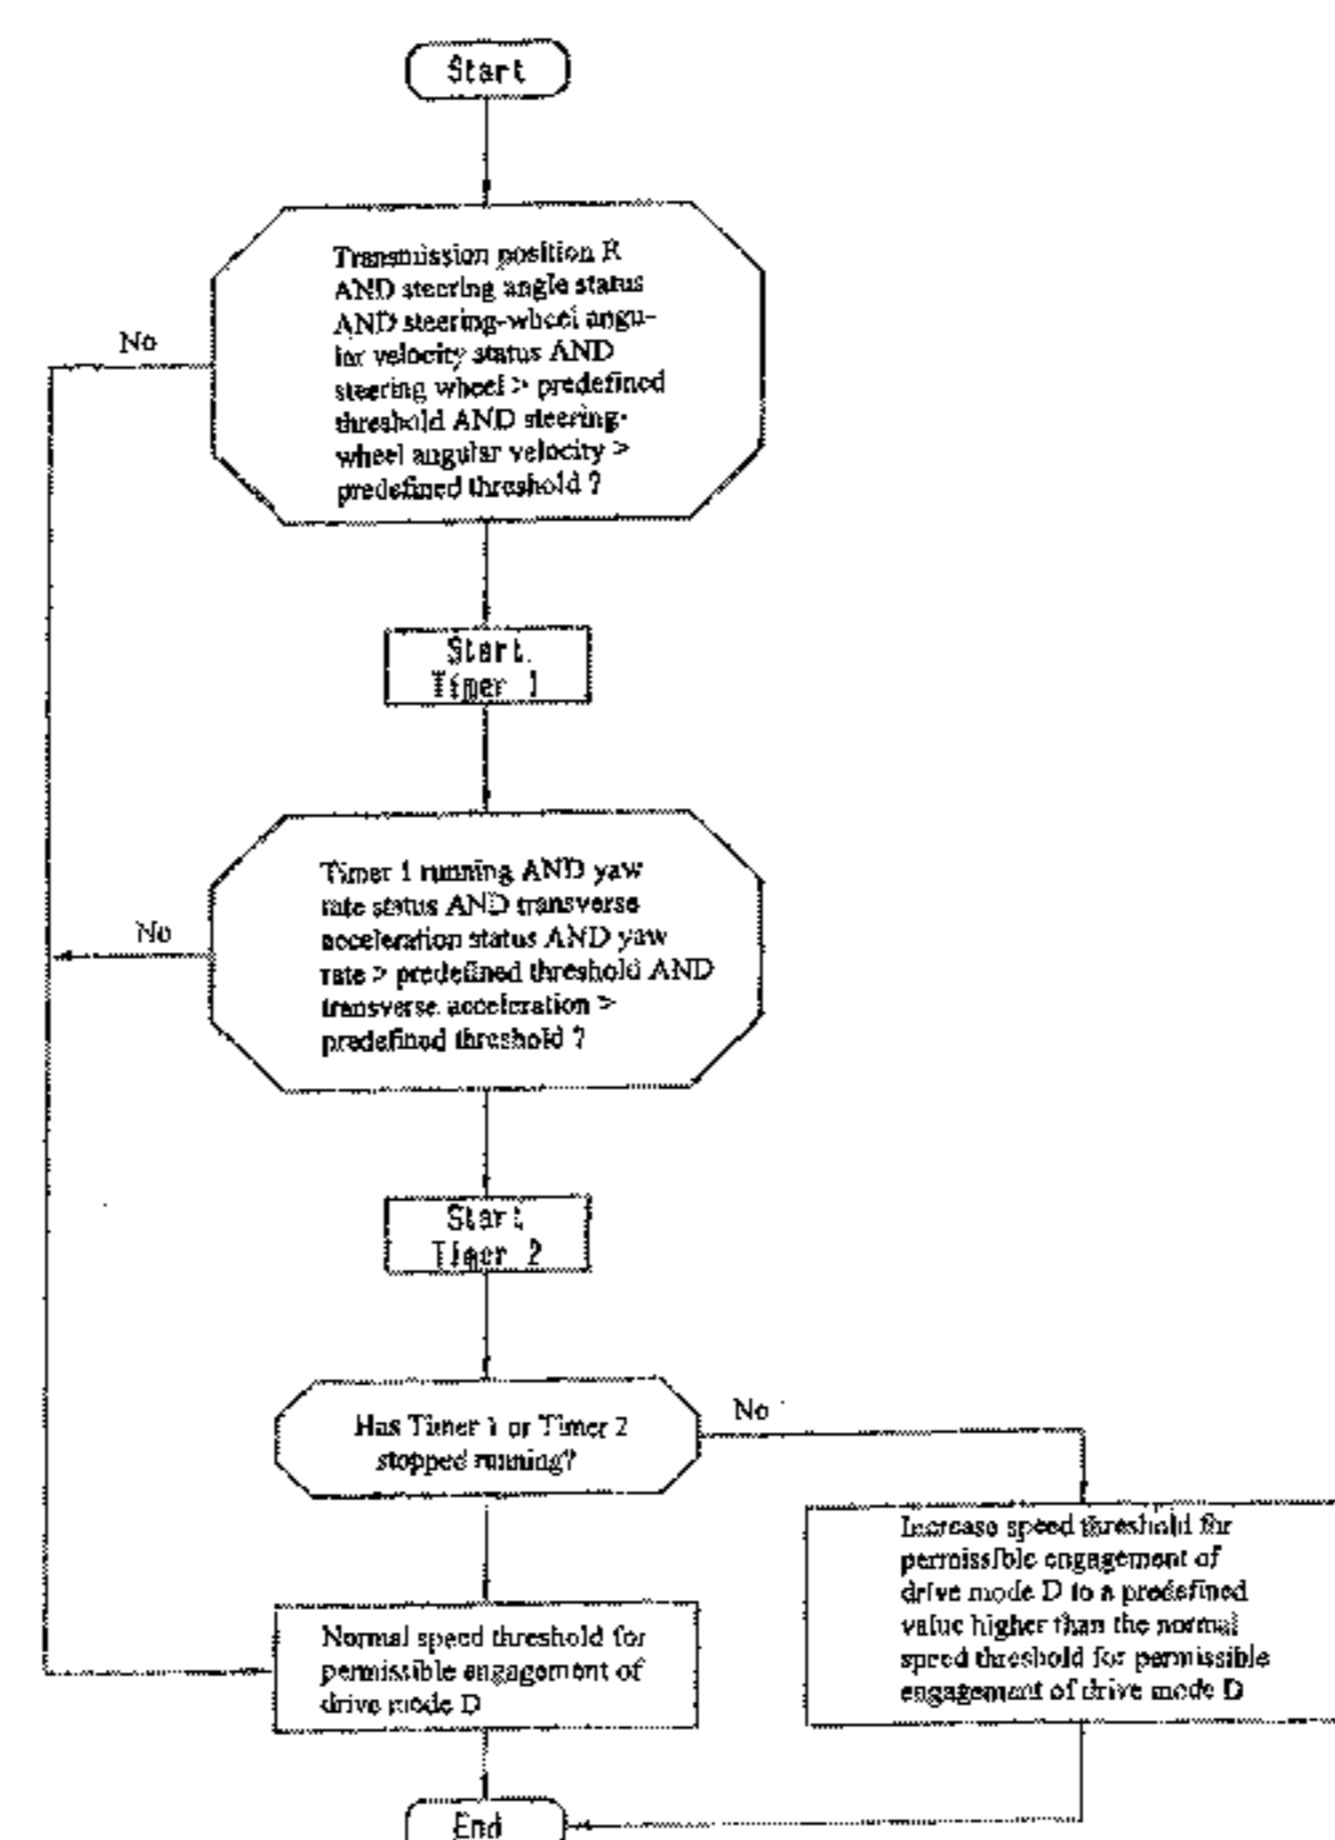 Start
Transmission position R
AND steering angle status
No
AND steering-wheel angu-
lar velocity status AND
steering wheel > predefined
threshold AND steering-
wheel angular velocity >
predefined threshold ?
Start
Timer 1
Timer 1 running AND yaw
rate status AND transverse
No
acceleration status AND yaw
rate > predefined threshold AND
transverse acceleration >
predefined threshold ?
Start
Timer 2
Has Timer 1 or Timer 2
stopped running?
No
Increase speed threshold for
permissible engagement of
drive mode D to a predefined
value higher than the normal
speed threshold for permissible
engagement of drive mode D
Normal speed threshold for
permissible engagement of
drive mode D
End